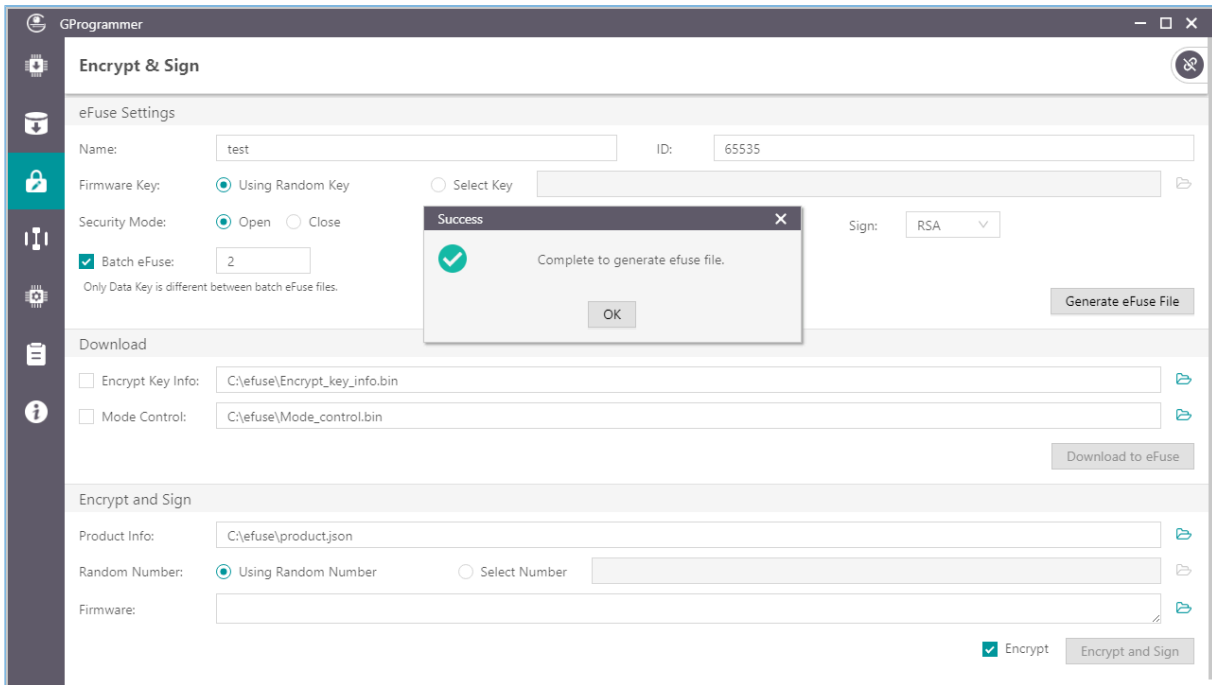 GProgrammer
Encrypt & Sign
eFuse Settings
Name: test ID: 65535
Firmware Key: Using Random Key Select Key
Security Mode: Open Close Sign: RSA
Batch eFuse: 2
Only Data Key is different between batch eFuse files.
Generate eFuse File
Success
Complete to generate efuse file.
OK
Download
Encrypt Key Info: C:\efuse\Encrypt_key_info.bin
Mode Control: C:\efuse\Mode_control.bin
Download to eFuse
Encrypt and Sign
Product Info: C:\efuse\product.json
Random Number: Using Random Number Select Number
Firmware:
Encrypt Encrypt and Sign